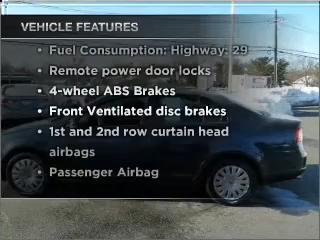 VEHICLE FEATURES
• Fuel Consumption: Highway: 29
• Remote power door locks
• 4-wheel ABS Brakes
• Front Ventilated disc brakes
• 1st and 2nd row curtain head
airbags
• Passenger Airbag